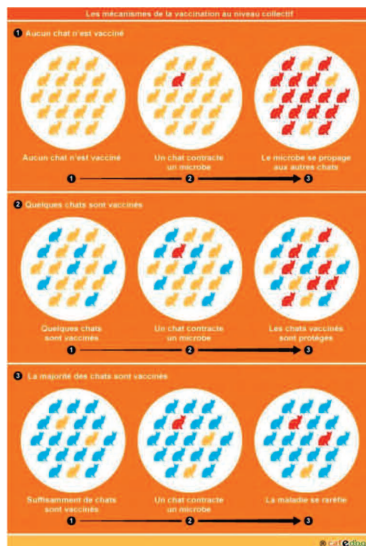 Les mécanismes de la vaccination au niveau collectif
1 Aucun chat n'est vacciné
Aucun chat n'est vacciné
Un chat contracte
un microbe
Le microbe se propage
aux autres chats
1 2 3
2 Quelques chats sont vaccinés
Quelques chats
sont vaccinés
Un chat contracte
un microbe
Les chats vaccinés
sont protégés
1 2 3
3 La majorité des chats sont vaccinés
Suffisamment de chats
sont vaccinés
Un chat contracte
un microbe
La maladie se raréfie
1 2 3